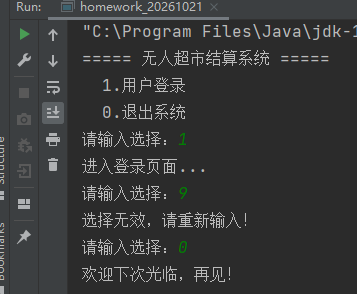 Run: homework_20261021
"C:\Program Files\Java\jdk-1
===== 无人超市结算系统 =====
1.用户登录
0.退出系统
请输入选择：1
进入登录页面...
请输入选择：9
选择无效，请重新输入！
请输入选择：0
欢迎下次光临，再见！